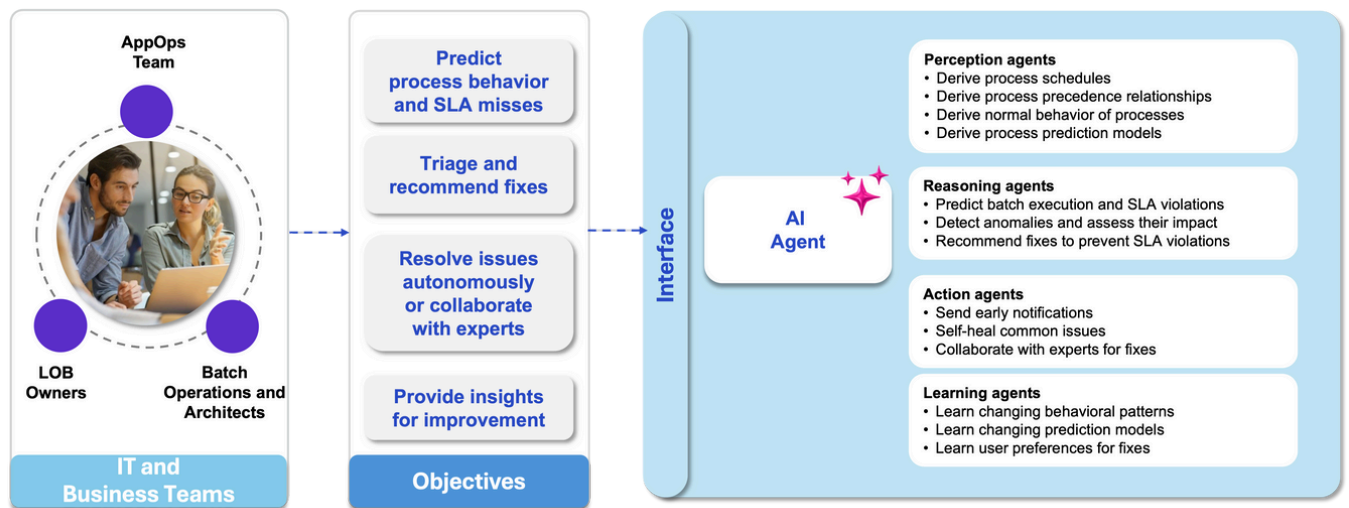 AppOps
Team
LOB
Owners
Batch
Operations and
Architects
IT and
Business Teams
Predict
process behavior
and SLA misses
Triage and
recommend fixes
Resolve issues
autonomously
or collaborate
with experts
Provide insights
for improvement
Objectives
Interface
AI
Agent
Perception agents
• Derive process schedules
• Derive process precedence relationships
• Derive normal behavior of processes
• Derive process prediction models
Reasoning agents
• Predict batch execution and SLA violations
• Detect anomalies and assess their impact
• Recommend fixes to prevent SLA violations
Action agents
• Send early notifications
• Self-heal common issues
• Collaborate with experts for fixes
Learning agents
• Learn changing behavioral patterns
• Learn changing prediction models
• Learn user preferences for fixes